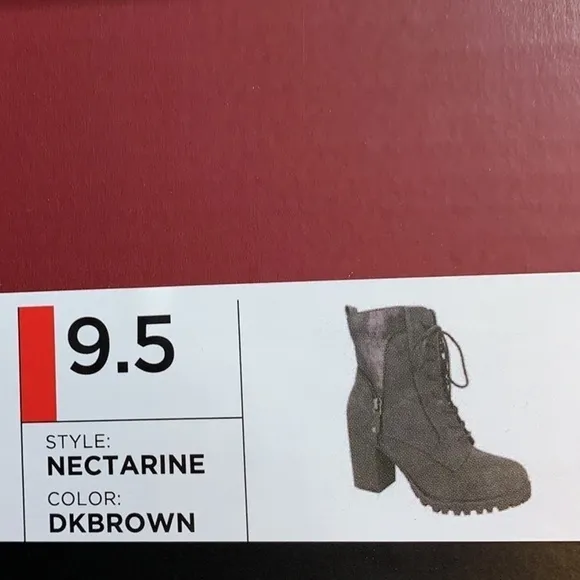 9.5
STYLE:
NECTARINE
COLOR:
DKBROWN